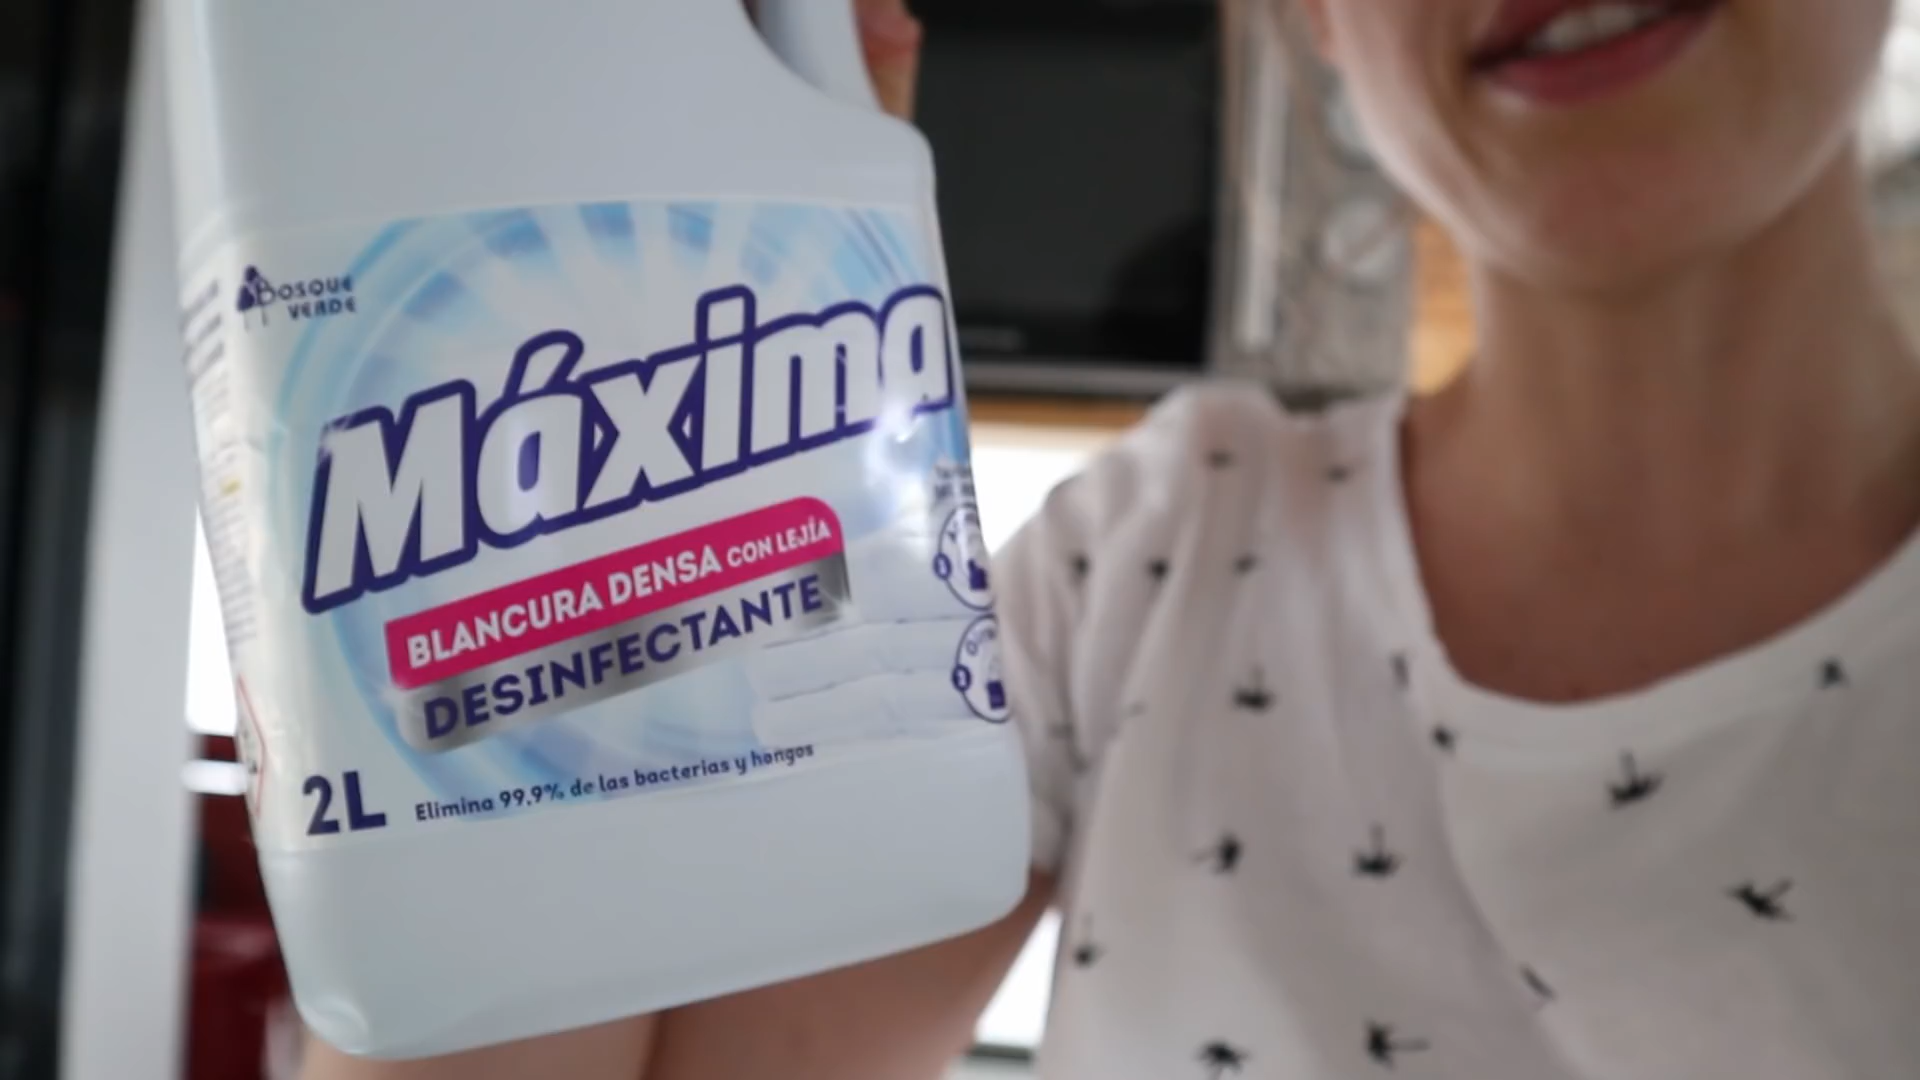 BOSQUE
VERDE
Máxima
BLANCURA DENSA CON LEJÍA
DESINFECTANTE
2L
Elimina 99,9% de las bacterias y hongos